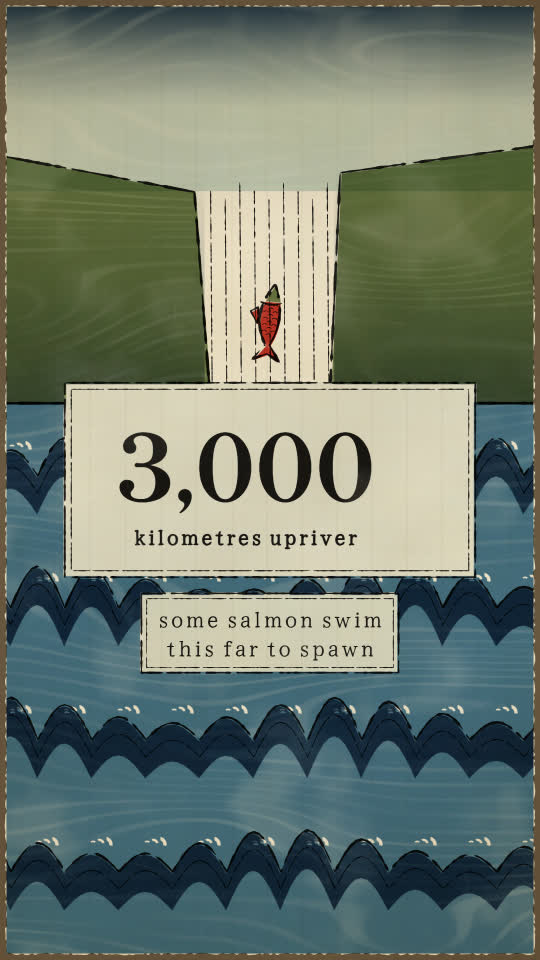 3,000
kilometres upriver
some salmon swim
this far to spawn